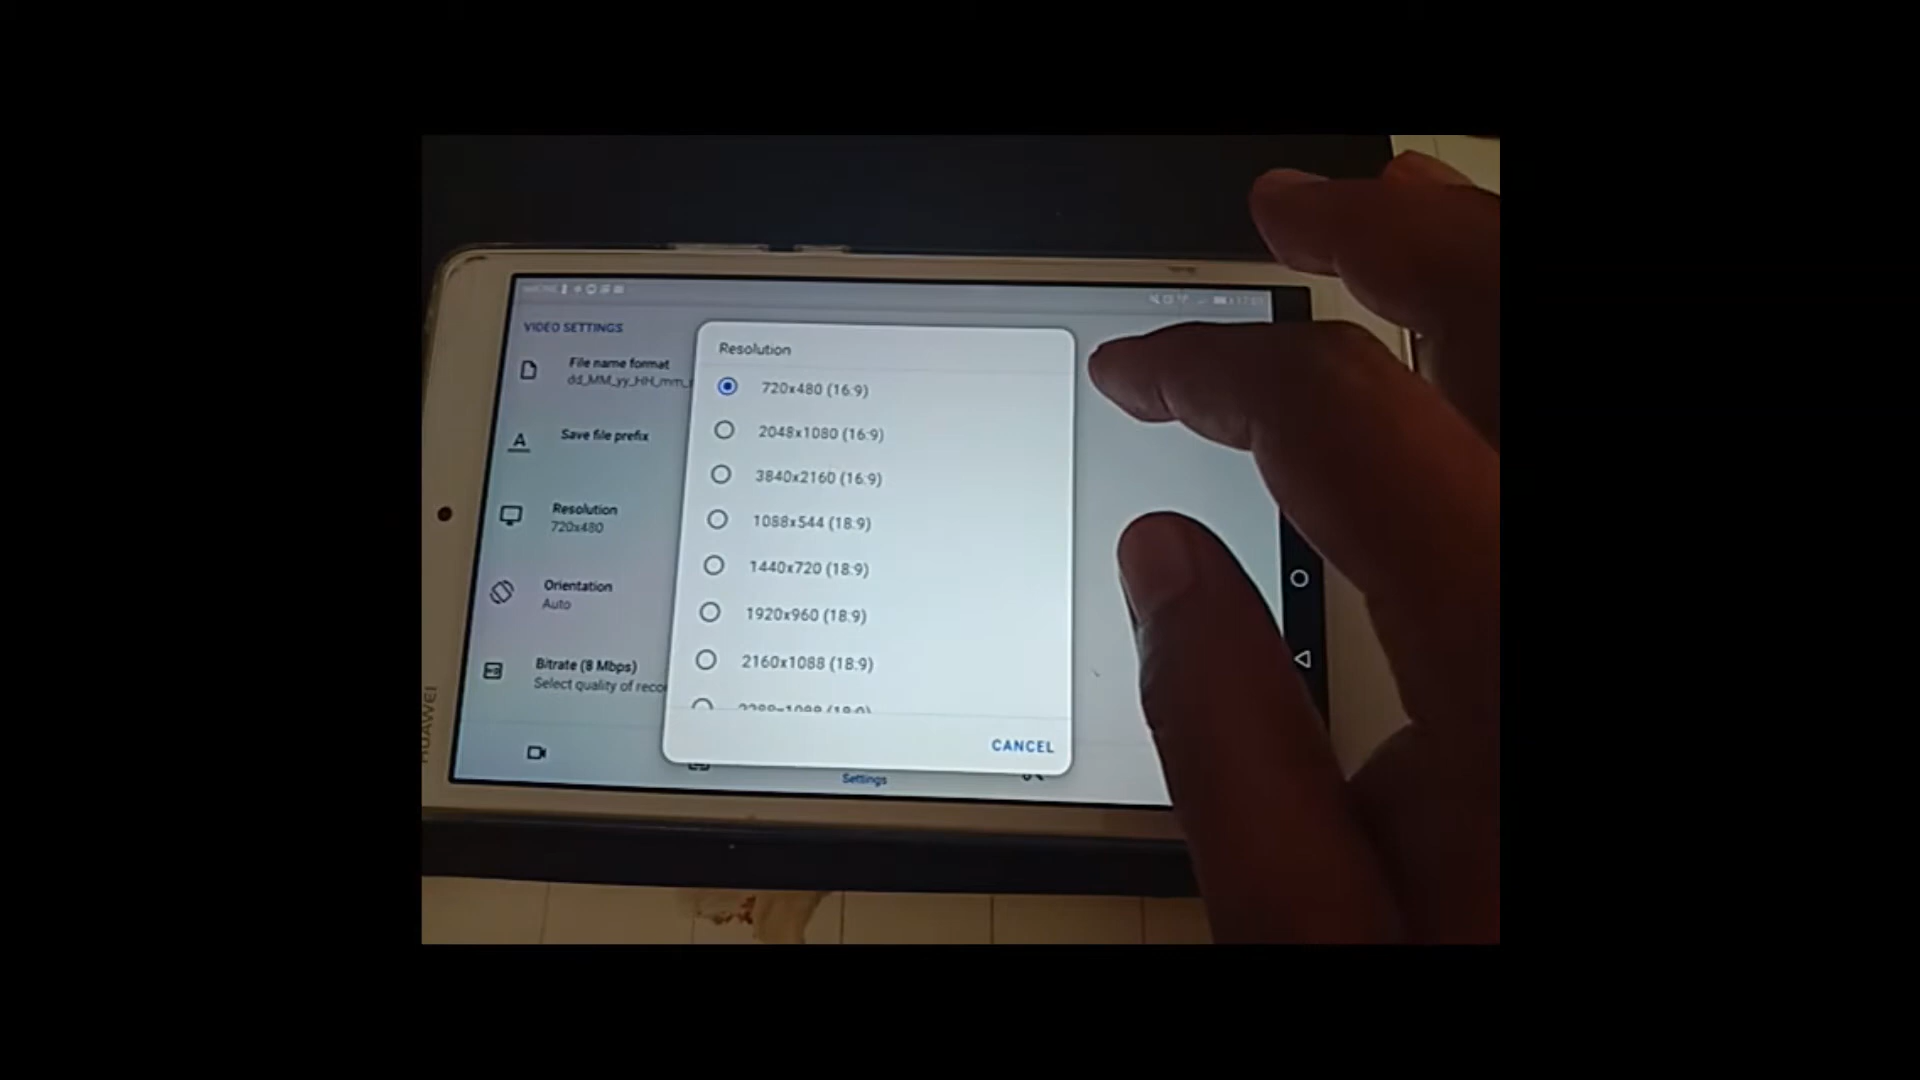 VIDEO SETTINGS
File name format
dd_MM_yy_HH_mm_
Save file prefix
Resolution
720x480
Orientation
Auto
Bitrate (8 Mbps)
Select quality of reco
Resolution
720x480 (16:9)
2048x1080 (16:9)
3840x2160 (16:9)
1088x544 (18:9)
1440x720 (18:9)
1920x960 (18:9)
2160x1088 (18:9)
CANCEL
Settings
HUAWEI